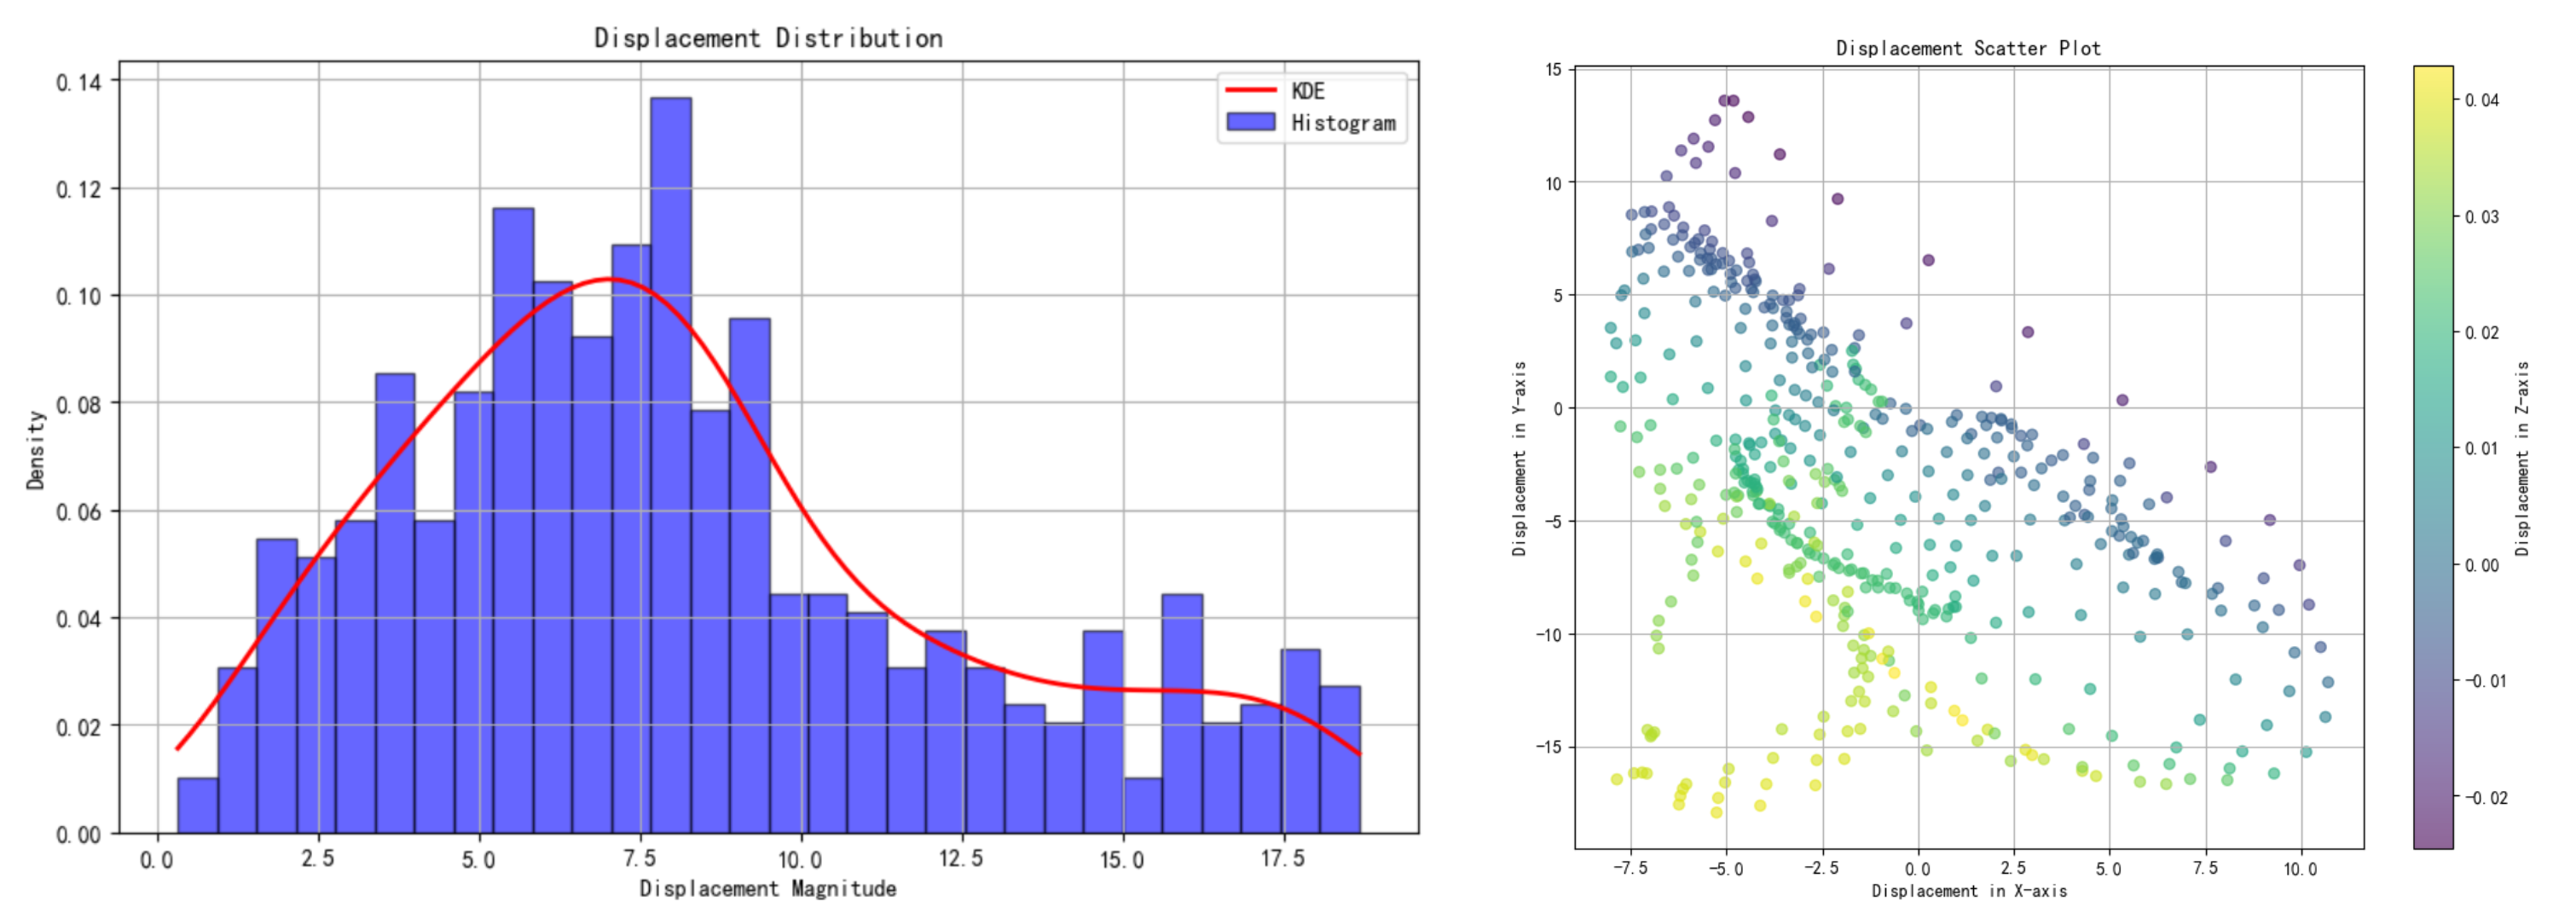 Displacement Distribution
0.14
0.12
0.10
0.08
0.06
0.04
0.02
0.00
Density
KDE
Histogram
0.0 2.5 5.0 7.5 10.0 12.5 15.0 17.5
Displacement Magnitude
Displacement Scatter Plot
15
10
5
0
−5
−10
−15
Displacement in Y-axis
−7.5 −5.0 −2.5 0.0 2.5 5.0 7.5 10.0
Displacement in X-axis
0.04
0.03
0.02
0.01
0.00
−0.01
−0.02
Displacement in Z-axis